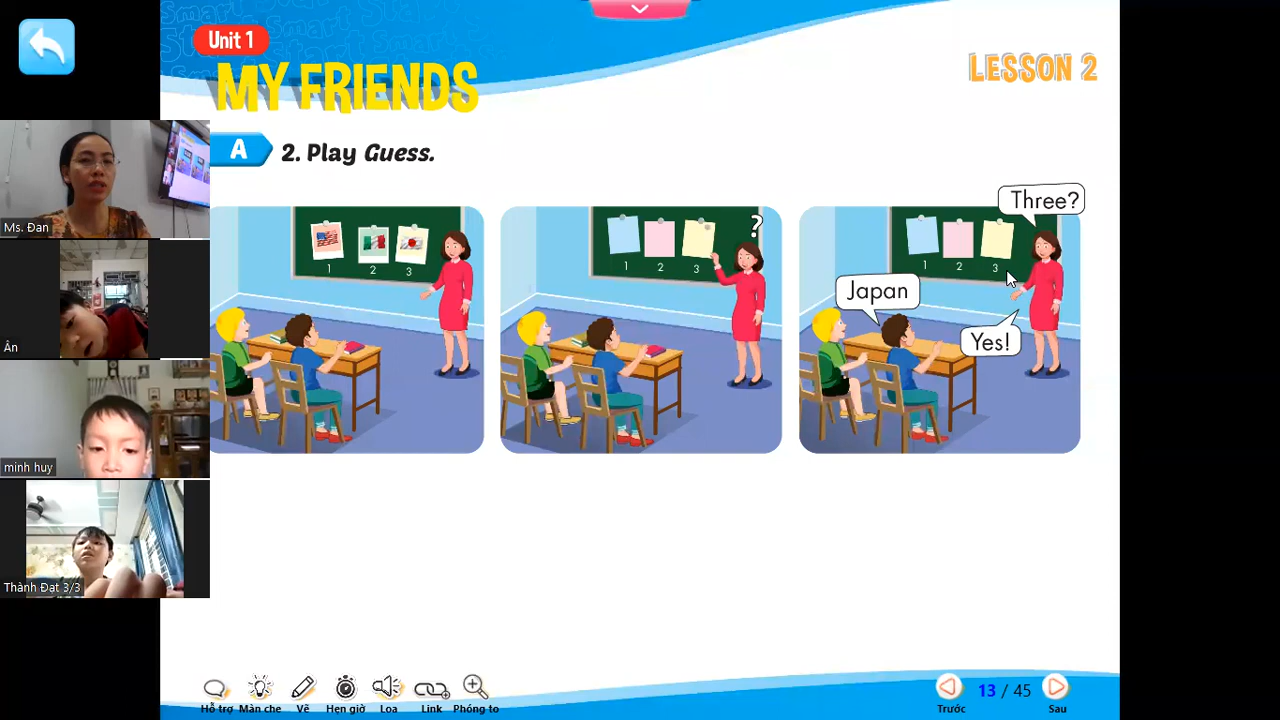 Unit 1
MY FRIENDS
LESSON 2
A
2. Play Guess.
1 2 3
?
1 2 3
Three?
1 2 3
Japan
Yes!
Ms. Đan
Ân
minh huy
Thành Đạt 3/3
Hỗ trợ Màn che Vẽ Hẹn giờ Loa Link Phóng to
Trước 13 / 45 Sau